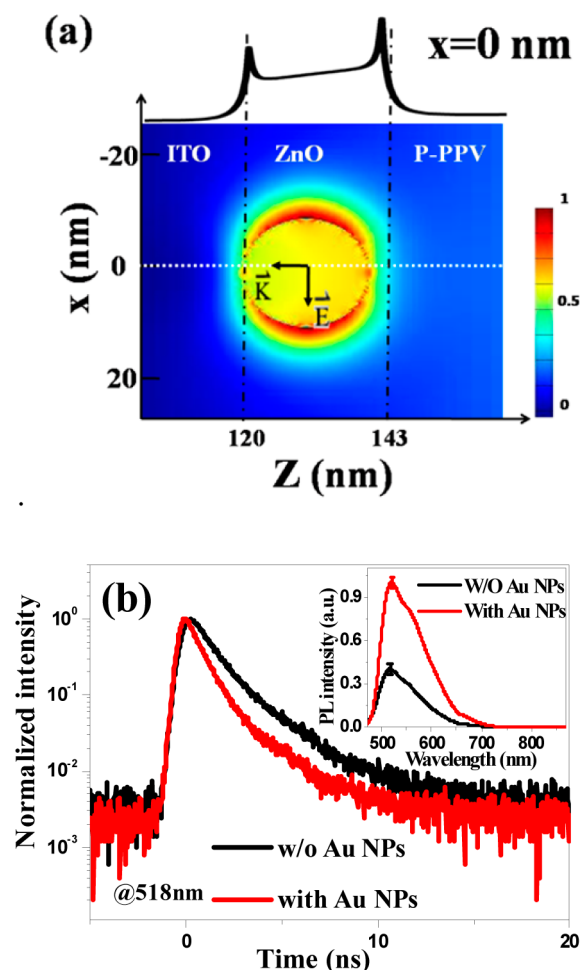 (a)
x=0 nm
ITO ZnO P-PPV
-20
0
20
x (nm)
K
E
120 143
Z (nm)
1
0.5
0
.
(b)
Normalized intensity
10^0
10^-1
10^-2
10^-3
@518nm
w/o Au NPs
with Au NPs
0 10 20
Time (ns)
PL intensity (a.u.)
0.9
0.6
0.3
0.0
W/O Au NPs
With Au NPs
500 600 700 800
Wavelength (nm)